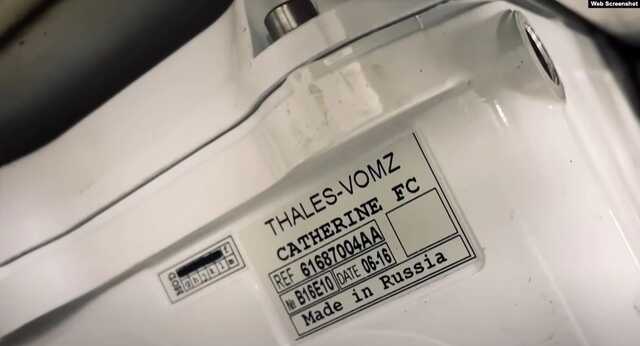 Web Screenshot
THALES-VOMZ
CATHERINE FC
REF 61687004AA
№ B16E10 DATE 06-16
Made in Russia